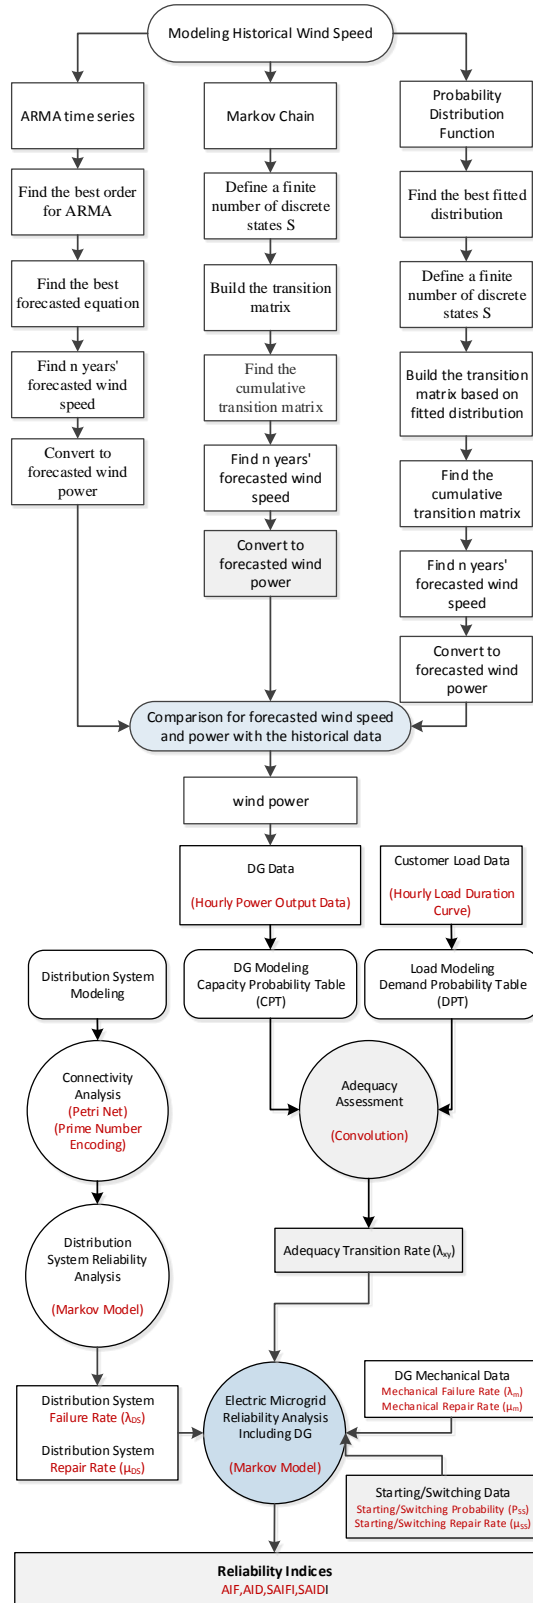 Modeling Historical Wind Speed
ARMA time series
Find the best order
for ARMA
Find the best
forecasted equation
Find n years'
forecasted wind
speed
Convert to
forecasted wind
power
Markov Chain
Define a finite
number of discrete
states S
Build the transition
matrix
Find the
cumulative
transition matrix
Find n years'
forecasted wind
speed
Convert to
forecasted wind
power
Probability
Distribution
Function
Find the best fitted
distribution
Define a finite
number of discrete
states S
Build the transition
matrix based on
fitted distribution
Find the
cumulative
transition matrix
Find n years'
forecasted wind
speed
Convert to
forecasted wind
power
Comparison for forecasted wind speed
and power with the historical data
wind power
DG Data
(Hourly Power Output Data)
Customer Load Data
(Hourly Load Duration
Curve)
Distribution System
Modeling
DG Modeling
Capacity Probability Table
(CPT)
Load Modeling
Demand Probability Table
(DPT)
Connectivity
Analysis
(Petri Net)
(Prime Number
Encoding)
Adequacy
Assessment
(Convolution)
Distribution
System Reliability
Analysis
(Markov Model)
Adequacy Transition Rate (λxy)
Distribution System
Failure Rate (λDS)
Distribution System
Repair Rate (μDS)
Electric Microgrid
Reliability Analysis
Including DG
(Markov Model)
DG Mechanical Data
Mechanical Failure Rate (λm)
Mechanical Repair Rate (μm)
Starting/Switching Data
Starting/Switching Probability (PSS)
Starting/Switching Repair Rate (μSS)
Reliability Indices
AIF,AID,SAIFI,SAIDI